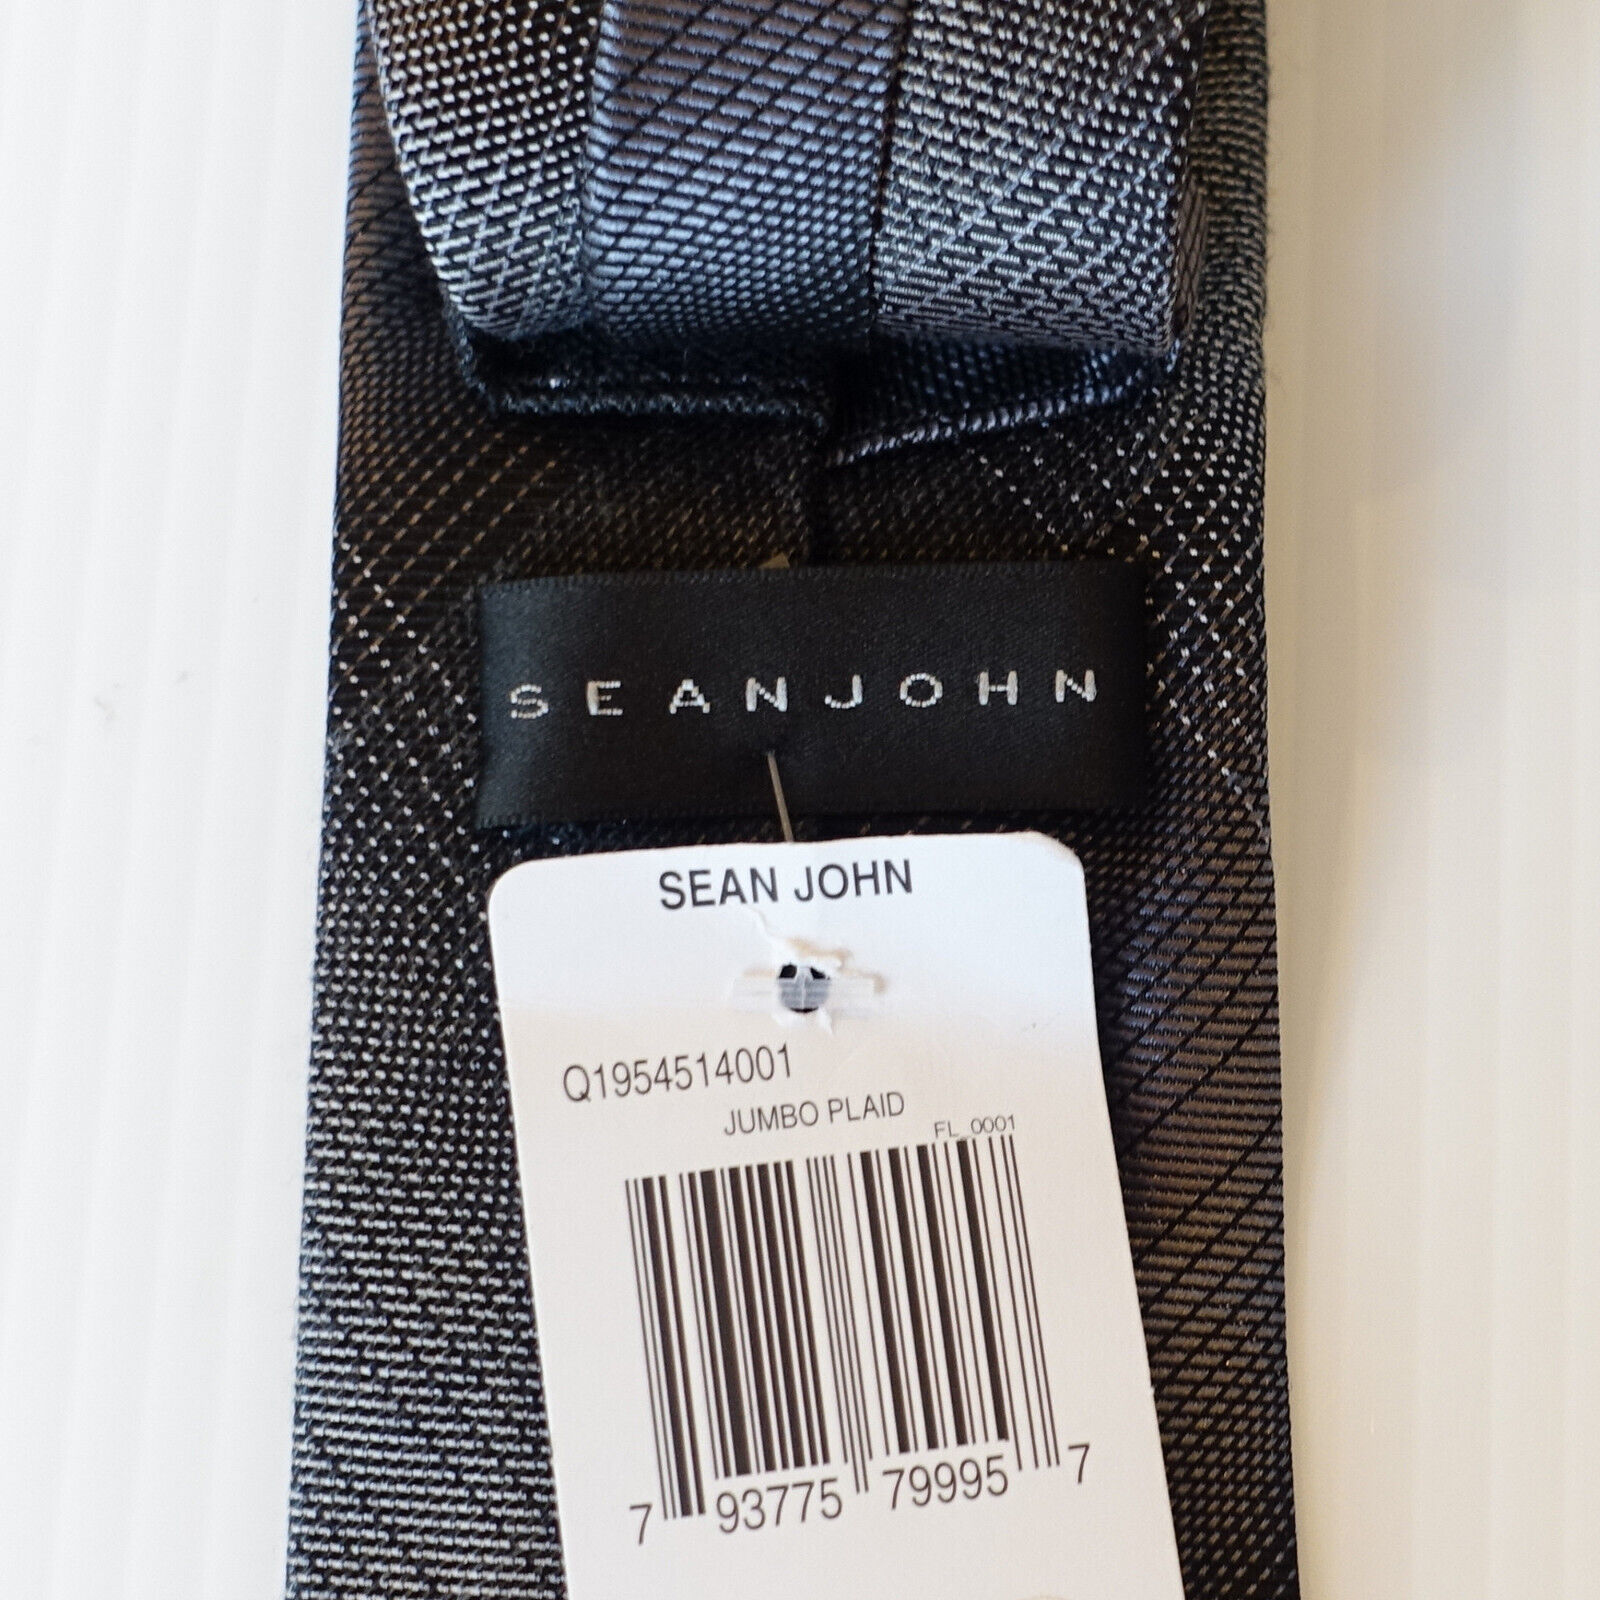 SEANJOHN
SEAN JOHN
Q1954514001
JUMBO PLAID
FL_0001
7 93775 79995 7